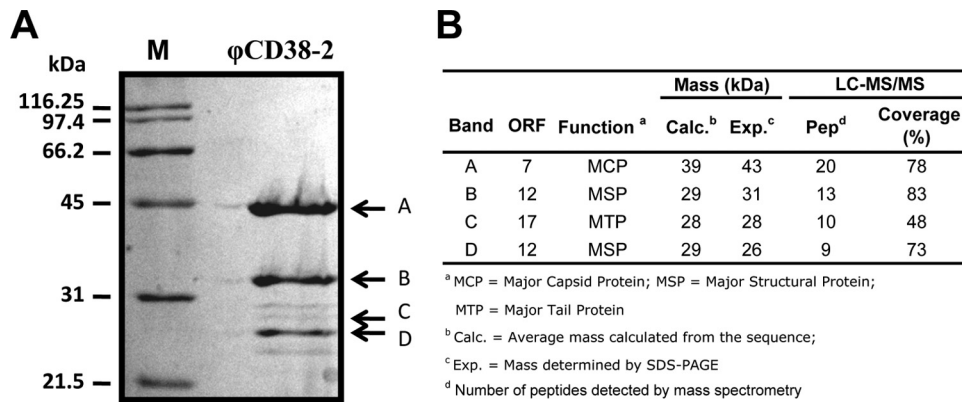 A
M φCD38-2
kDa
116.25
97.4
66.2
45
31
21.5
A
B
C
D
B
Mass (kDa) LC-MS/MS
Band ORF Function a Calc.b Exp.c Pepd Coverage (%)
A 7 MCP 39 43 20 78
B 12 MSP 29 31 13 83
C 17 MTP 28 28 10 48
D 12 MSP 29 26 9 73
a MCP = Major Capsid Protein; MSP = Major Structural Protein;
MTP = Major Tail Protein
b Calc. = Average mass calculated from the sequence;
c Exp. = Mass determined by SDS-PAGE
d Number of peptides detected by mass spectrometry